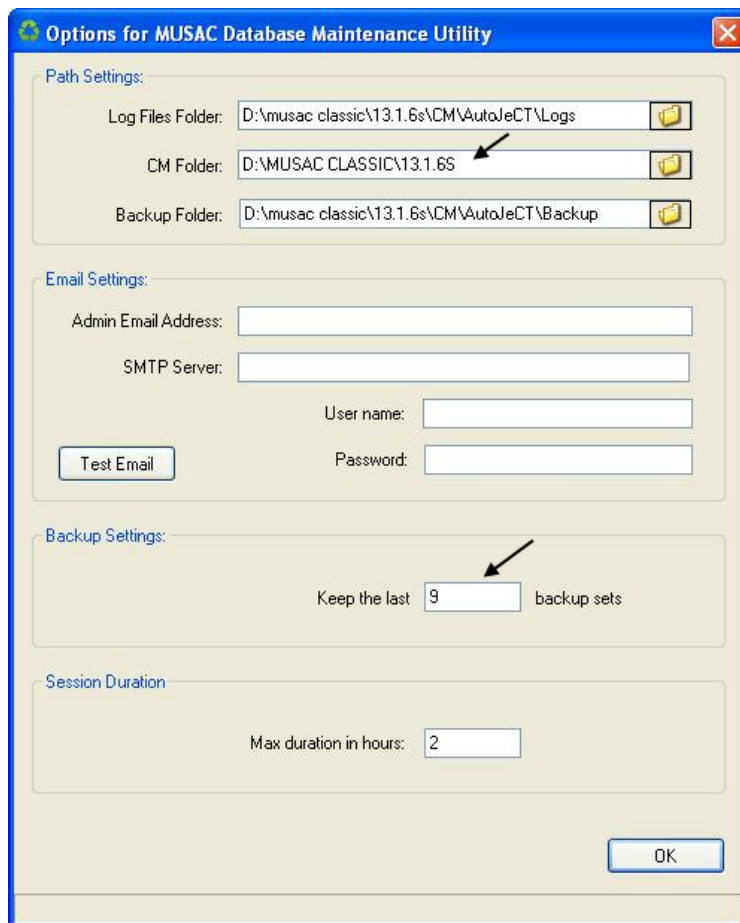 Options for MUSAC Database Maintenance Utility
Path Settings:
Log Files Folder: D:\musac classic\13.1.6s\CM\AutoJeCT\Logs
CM Folder: D:\MUSAC CLASSIC\13.1.6S
Backup Folder: D:\musac classic\13.1.6s\CM\AutoJeCT\Backup
Email Settings:
Admin Email Address:
SMTP Server:
User name:
Test Email Password:
Backup Settings:
Keep the last 9 backup sets
Session Duration
Max duration in hours: 2
OK